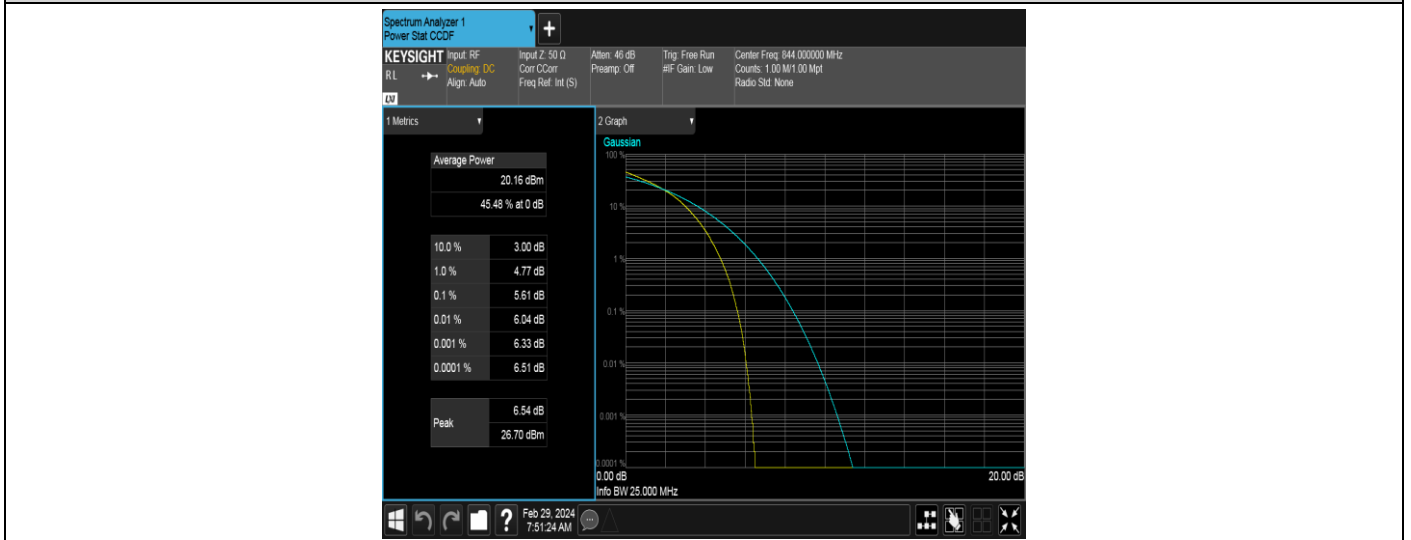 Spectrum Analyzer 1
Power Stat CCDF
+
KEYSIGHT
RL
LXI
Input: RF
Coupling: DC
Align: Auto
Input Z: 50 Ω
Corr CCorr
Freq Ref: Int (S)
Atten: 46 dB
Preamp: Off
Trig: Free Run
#IF Gain: Low
Center Freq: 844.000000 MHz
Counts: 1.00 M/1.00 Mpt
Radio Std: None
1 Metrics
Average Power
20.16 dBm
45.48 % at 0 dB
10.0 % 3.00 dB
1.0 % 4.77 dB
0.1 % 5.61 dB
0.01 % 6.04 dB
0.001 % 6.33 dB
0.0001 % 6.51 dB
Peak
6.54 dB
26.70 dBm
2 Graph
Gaussian
100 %
10 %
1 %
0.1 %
0.01 %
0.001 %
0.0001 %
0.00 dB
20.00 dB
Info BW 25.000 MHz
?
Feb 29, 2024
7:51:24 AM